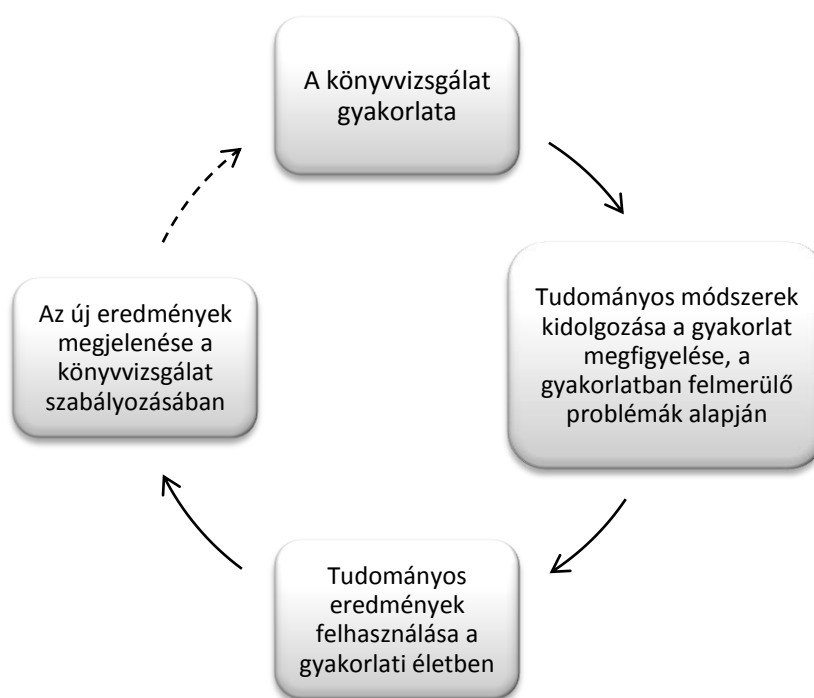 A könyvvizsgálat
gyakorlata
Tudományos módszerek
kidolgozása a gyakorlat
megfigyelése, a
gyakorlatban felmerülő
problémák alapján
Tudományos
eredmények
felhasználása a
gyakorlati életben
Az új eredmények
megjelenése a
könyvvizsgálat
szabályozásában